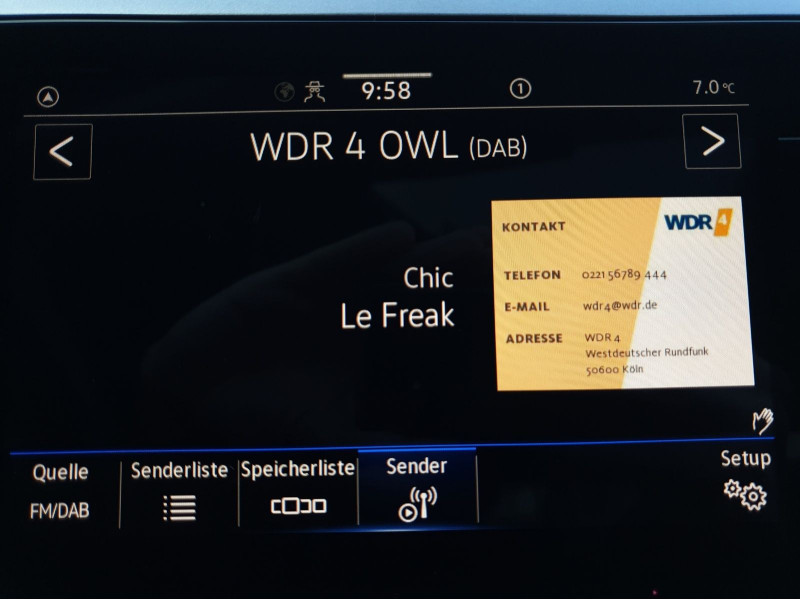 9:58
1
7.0°C
<
WDR 4 OWL (DAB)
>
Chic
Le Freak
KONTAKT
WDR 4
TELEFON 0221 56789 444
E-MAIL wdr4@wdr.de
ADRESSE WDR 4
Westdeutscher Rundfunk
50600 Köln
Quelle
FM/DAB
Senderliste
Speicherliste
Sender
Setup